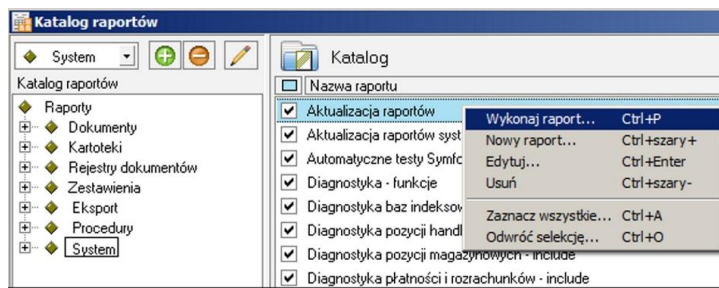 Katalog raportów
System
Katalog raportów
Raporty
Dokumenty
Kartoteki
Rejestry dokumentów
Zestawienia
Eksport
Procedury
System
Katalog
Nazwa raportu
Aktualizacja raportów
Aktualizacja raportów syst
Automatyczne testy Symfo
Diagnostyka - funkcje
Diagnostyka baz indeksow
Diagnostyka pozycji handl
Diagnostyka pozycji magazynowych - include
Diagnostyka płatności i rozrachunków - include
Wykonaj raport... Ctrl+P
Nowy raport... Ctrl+szary+
Edytuj... Ctrl+Enter
Usuń Ctrl+szary-
Zaznacz wszystkie... Ctrl+A
Odwróć selekcję... Ctrl+O